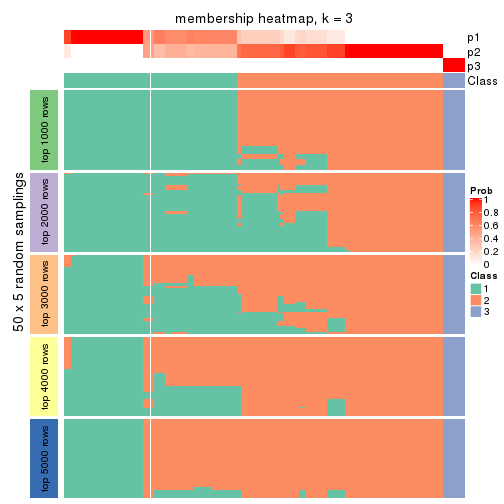 membership heatmap, k = 3
p1
p2
p3
Class
50 x 5 random samplings
top 1000 rows
top 2000 rows
top 3000 rows
top 4000 rows
top 5000 rows
Prob
1
0.8
0.6
0.4
0.2
0
Class
1
2
3